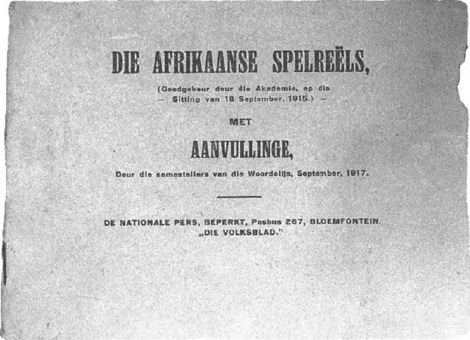 DIE AFRIKAANSE SPELREËLS,
(Goedgekeur deur die Akademie, op die
– Sitting van 18 September, 1915.) –
MET
AANVULLINGE,
Deur die samestellers van die Woordelijs, September, 1917.
DE NATIONALE PERS, BEPERKT, Posbus 267, BLOEMFONTEIN.
„DIE VOLKSBLAD."